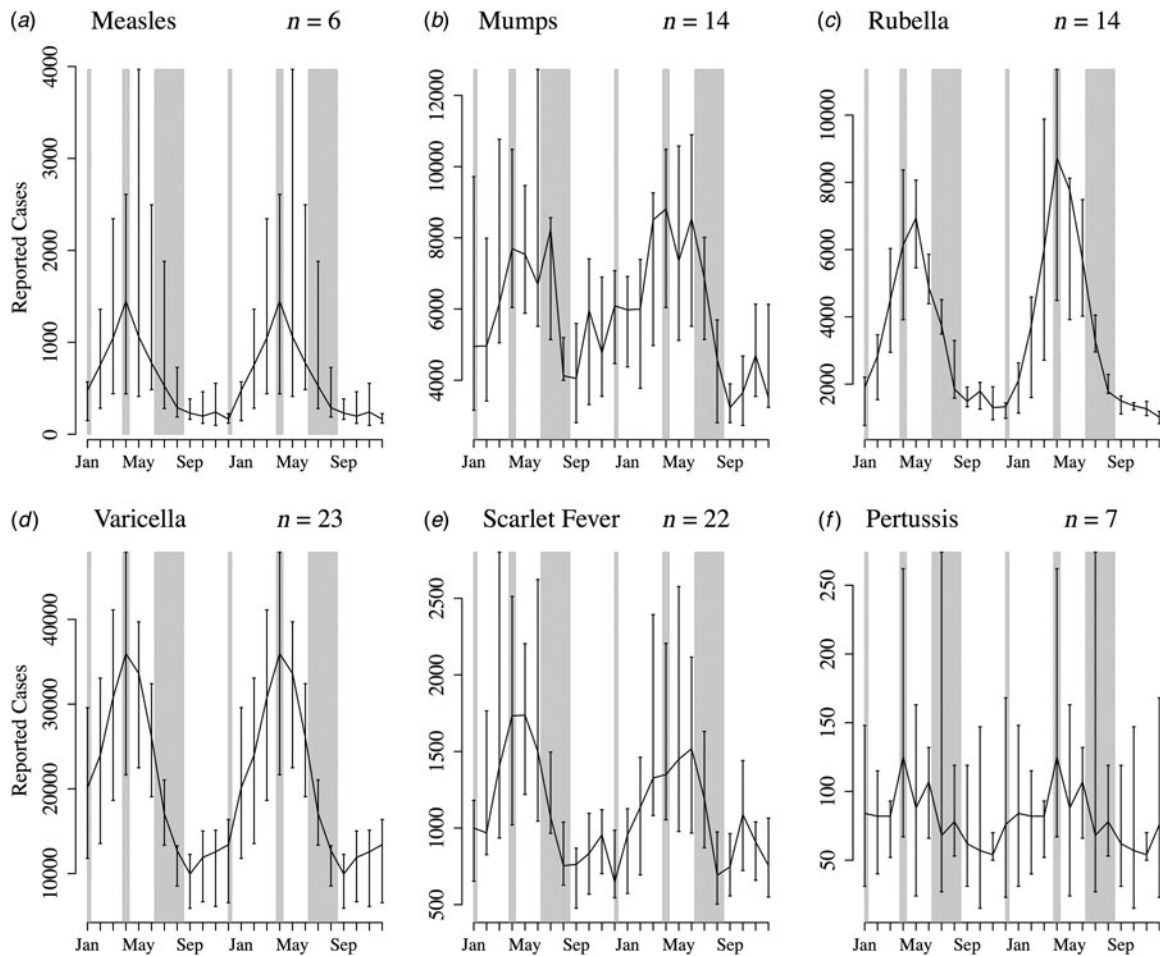 (a) Measles n = 6
4000
3000
2000
1000
0
Reported Cases
Jan May Sep Jan May Sep
(b) Mumps n = 14
12000
10000
8000
6000
4000
Jan May Sep Jan May Sep
(c) Rubella n = 14
10000
8000
6000
4000
2000
Jan May Sep Jan May Sep
(d) Varicella n = 23
40000
30000
20000
10000
Reported Cases
Jan May Sep Jan May Sep
(e) Scarlet Fever n = 22
2500
2000
1500
1000
500
Jan May Sep Jan May Sep
(f) Pertussis n = 7
250
200
150
100
50
Jan May Sep Jan May Sep